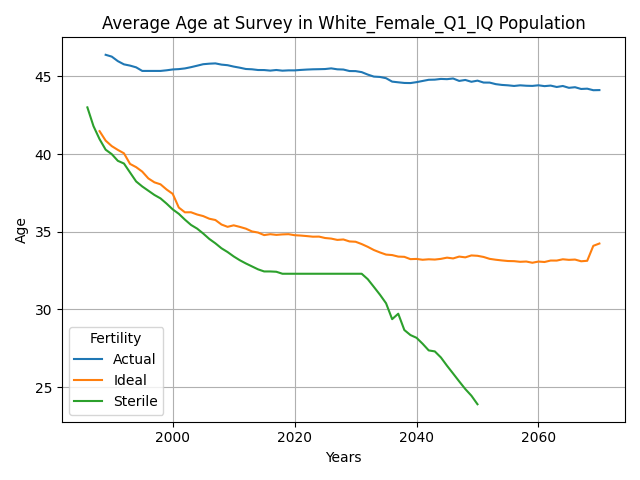 Average Age at Survey in White_Female_Q1_IQ Population
Age
45
40
35
30
25
Fertility
Actual
Ideal
Sterile
2000 2020 2040 2060
Years